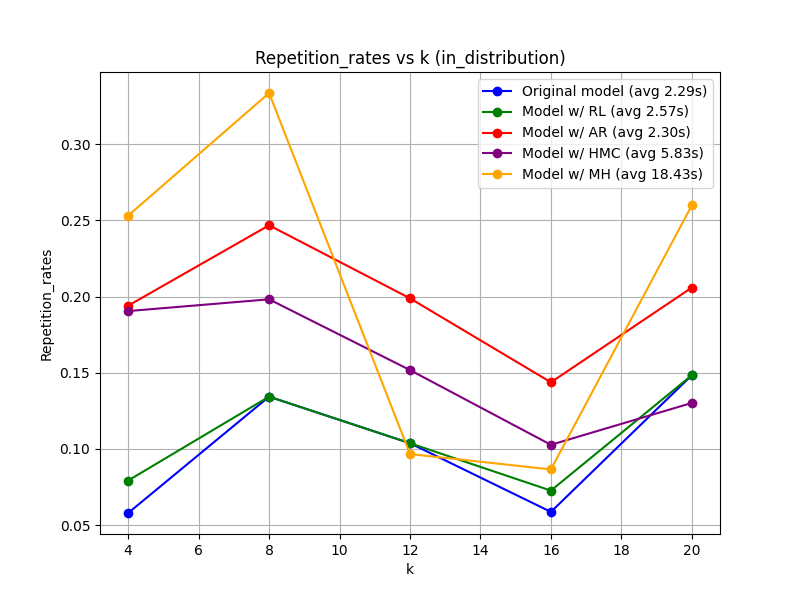 Repetition_rates vs k (in_distribution)
Original model (avg 2.29s)
Model w/ RL (avg 2.57s)
Model w/ AR (avg 2.30s)
Model w/ HMC (avg 5.83s)
Model w/ MH (avg 18.43s)
Repetition_rates
0.30
0.25
0.20
0.15
0.10
0.05
4 6 8 10 12 14 16 18 20
k